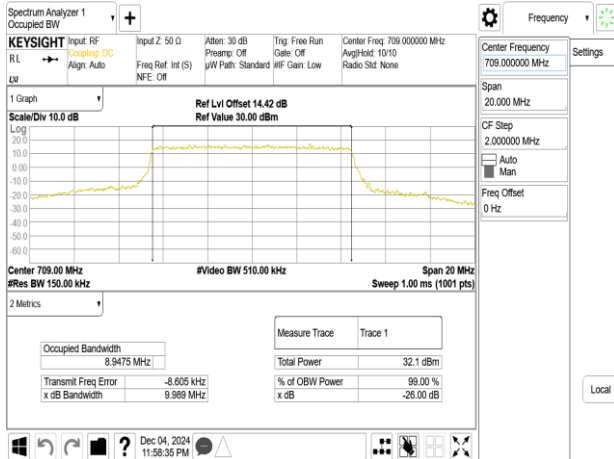 Spectrum Analyzer 1
Occupied BW
+
Frequency
KEYSIGHT
RL
LXI
Input: RF
Coupling: DC
Align: Auto
Input Z: 50 Ω
Freq Ref: Int (S)
NFE: Off
Atten: 30 dB
Preamp: Off
µW Path: Standard
Trig: Free Run
Gate: Off
#IF Gain: Low
Center Freq: 709.000000 MHz
Avg|Hold: 10/10
Radio Std: None
Center Frequency
709.000000 MHz
Settings
Span
20.000 MHz
CF Step
2.000000 MHz
Auto
Man
Freq Offset
0 Hz
Local
1 Graph
Scale/Div 10.0 dB
Ref Lvl Offset 14.42 dB
Ref Value 30.00 dBm
Log
20.0
10.0
0.00
-10.0
-20.0
-30.0
-40.0
-50.0
-60.0
Center 709.00 MHz
#Video BW 510.00 kHz
Span 20 MHz
#Res BW 150.00 kHz
Sweep 1.00 ms (1001 pts)
2 Metrics
Occupied Bandwidth
8.9475 MHz
Transmit Freq Error -8.605 kHz
x dB Bandwidth 9.989 MHz
Measure Trace Trace 1
Total Power 32.1 dBm
% of OBW Power 99.00 %
x dB -26.00 dB
?
Dec 04, 2024
11:58:35 PM